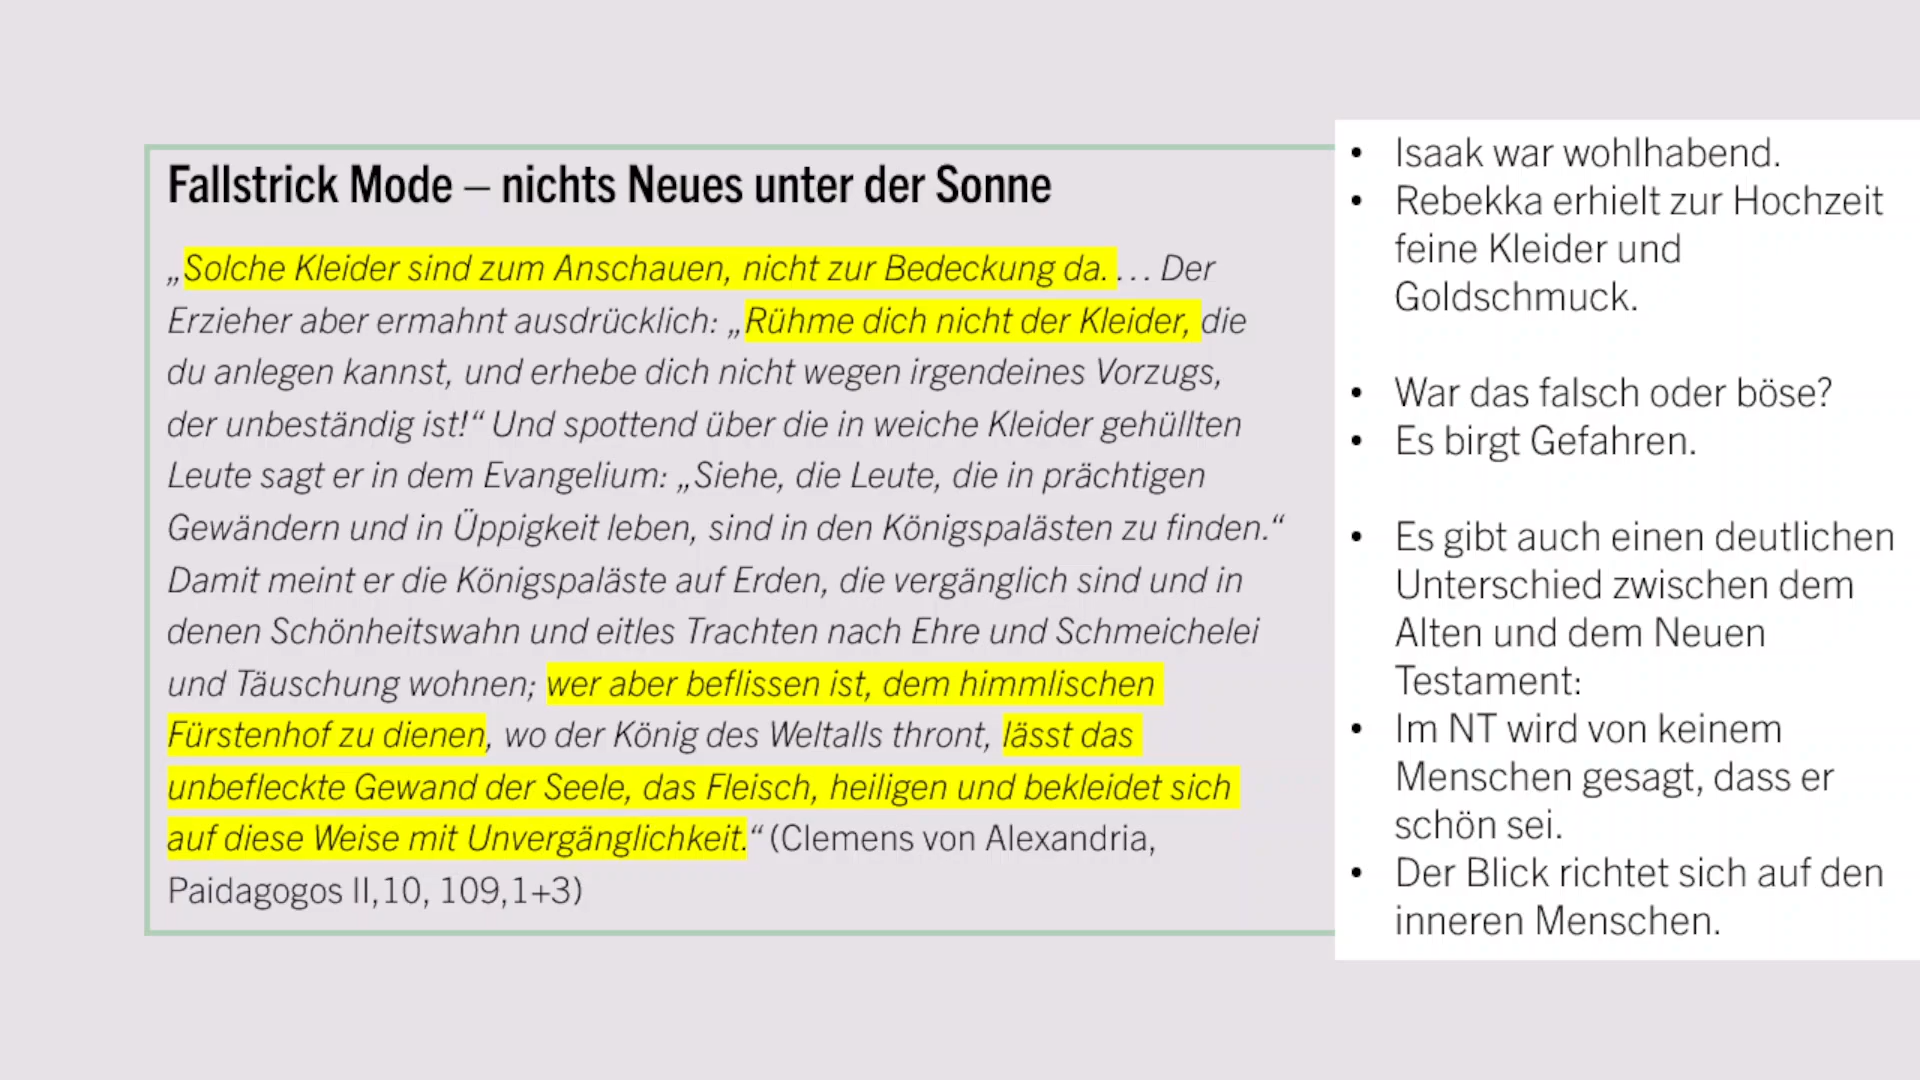 Fallstrick Mode – nichts Neues unter der Sonne
„Solche Kleider sind zum Anschauen, nicht zur Bedeckung da. … Der
Erzieher aber ermahnt ausdrücklich: „Rühme dich nicht der Kleider, die
du anlegen kannst, und erhebe dich nicht wegen irgendeines Vorzugs,
der unbeständig ist!“ Und spottend über die in weiche Kleider gehüllten
Leute sagt er in dem Evangelium: „Siehe, die Leute, die in prächtigen
Gewändern und in Üppigkeit leben, sind in den Königspalästen zu finden.“
Damit meint er die Königspaläste auf Erden, die vergänglich sind und in
denen Schönheitswahn und eitles Trachten nach Ehre und Schmeichelei
und Täuschung wohnen; wer aber beflissen ist, dem himmlischen
Fürstenhof zu dienen, wo der König des Weltalls thront, lässt das
unbefleckte Gewand der Seele, das Fleisch, heiligen und bekleidet sich
auf diese Weise mit Unvergänglichkeit.“ (Clemens von Alexandria,
Paidagogos II,10, 109,1+3)
• Isaak war wohlhabend.
• Rebekka erhielt zur Hochzeit
feine Kleider und
Goldschmuck.
• War das falsch oder böse?
• Es birgt Gefahren.
• Es gibt auch einen deutlichen
Unterschied zwischen dem
Alten und dem Neuen
Testament:
• Im NT wird von keinem
Menschen gesagt, dass er
schön sei.
• Der Blick richtet sich auf den
inneren Menschen.